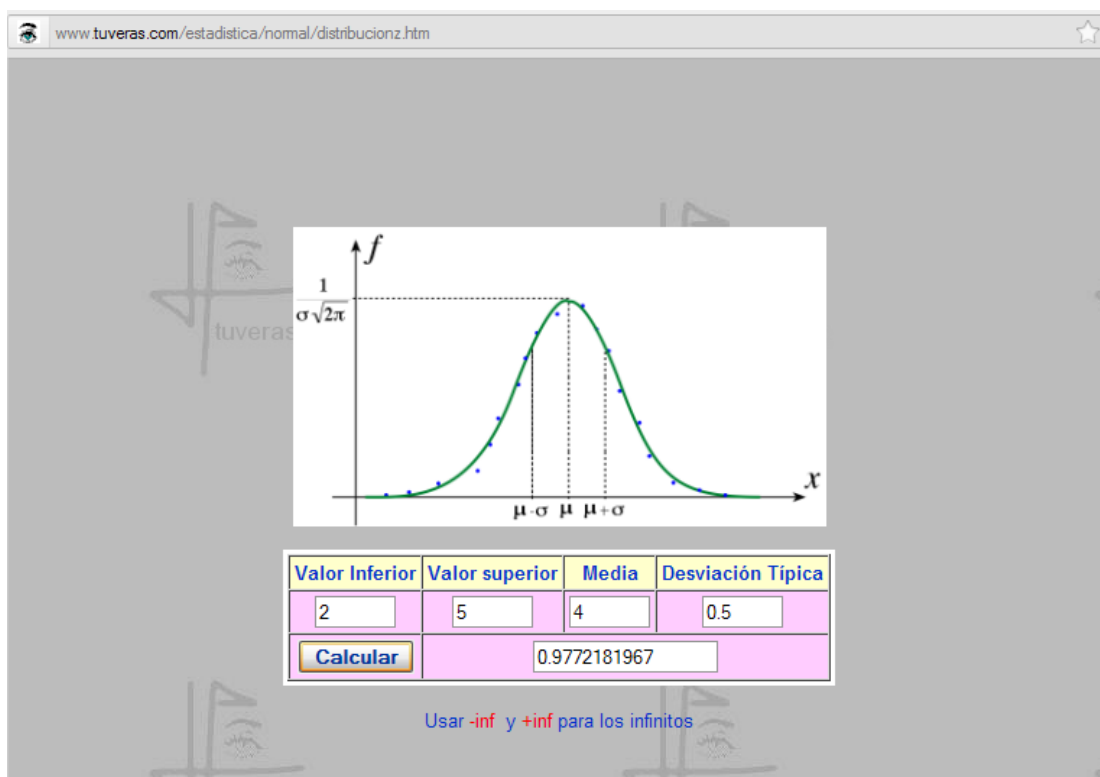 www.tuveras.com/estadistica/normal/distribucionz.htm
f
1
σ√2π
tuveras
x
μ-σ μ μ+σ
Valor Inferior Valor superior Media Desviación Típica
2 5 4 0.5
Calcular 0.9772181967
Usar -inf y +inf para los infinitos